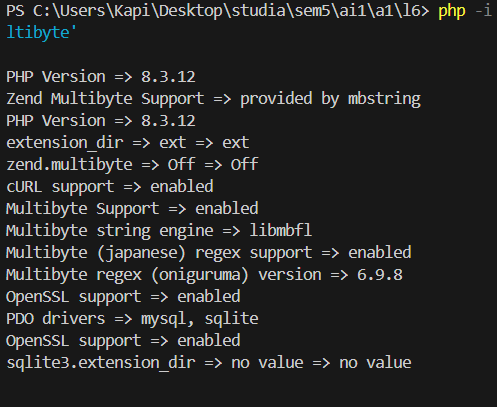 PS C:\Users\Kapi\Desktop\studia\sem5\ai1\a1\l6> php -i
ltibyte'
PHP Version => 8.3.12
Zend Multibyte Support => provided by mbstring
PHP Version => 8.3.12
extension_dir => ext => ext
zend.multibyte => Off => Off
cURL support => enabled
Multibyte Support => enabled
Multibyte string engine => libmbfl
Multibyte (japanese) regex support => enabled
Multibyte regex (oniguruma) version => 6.9.8
OpenSSL support => enabled
PDO drivers => mysql, sqlite
OpenSSL support => enabled
sqlite3.extension_dir => no value => no value